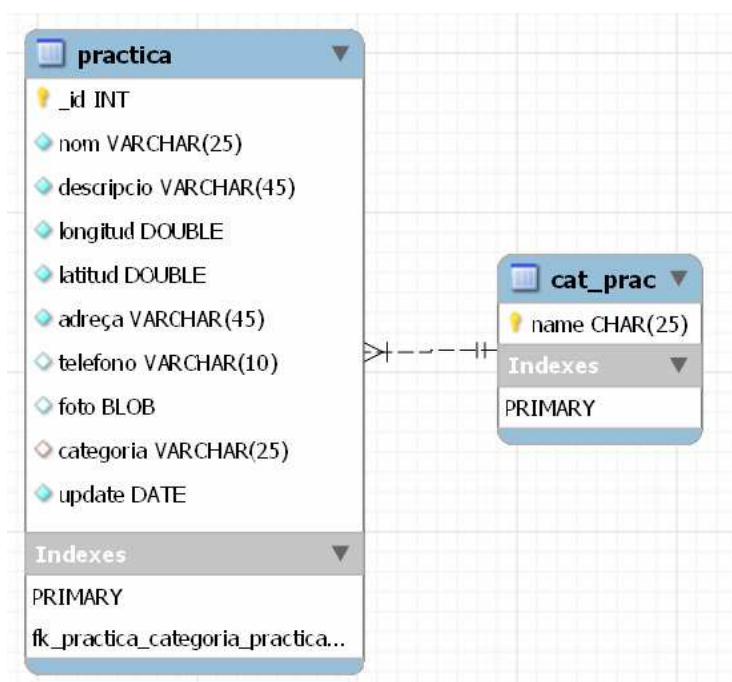 practica
_id INT
nom VARCHAR(25)
descripcio VARCHAR(45)
longitud DOUBLE
latitud DOUBLE
adreça VARCHAR(45)
telefono VARCHAR(10)
foto BLOB
categoria VARCHAR(25)
update DATE
Indexes
PRIMARY
fk_practica_categoria_practica...
cat_prac
name CHAR(25)
Indexes
PRIMARY